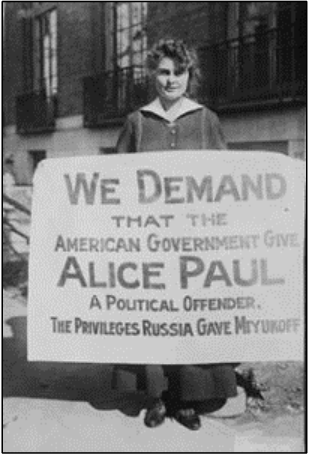 WE DEMAND
THAT THE
AMERICAN GOVERNMENT GIVE
ALICE PAUL
A POLITICAL OFFENDER.
THE PRIVILEGES RUSSIA GAVE MIYUKOFF